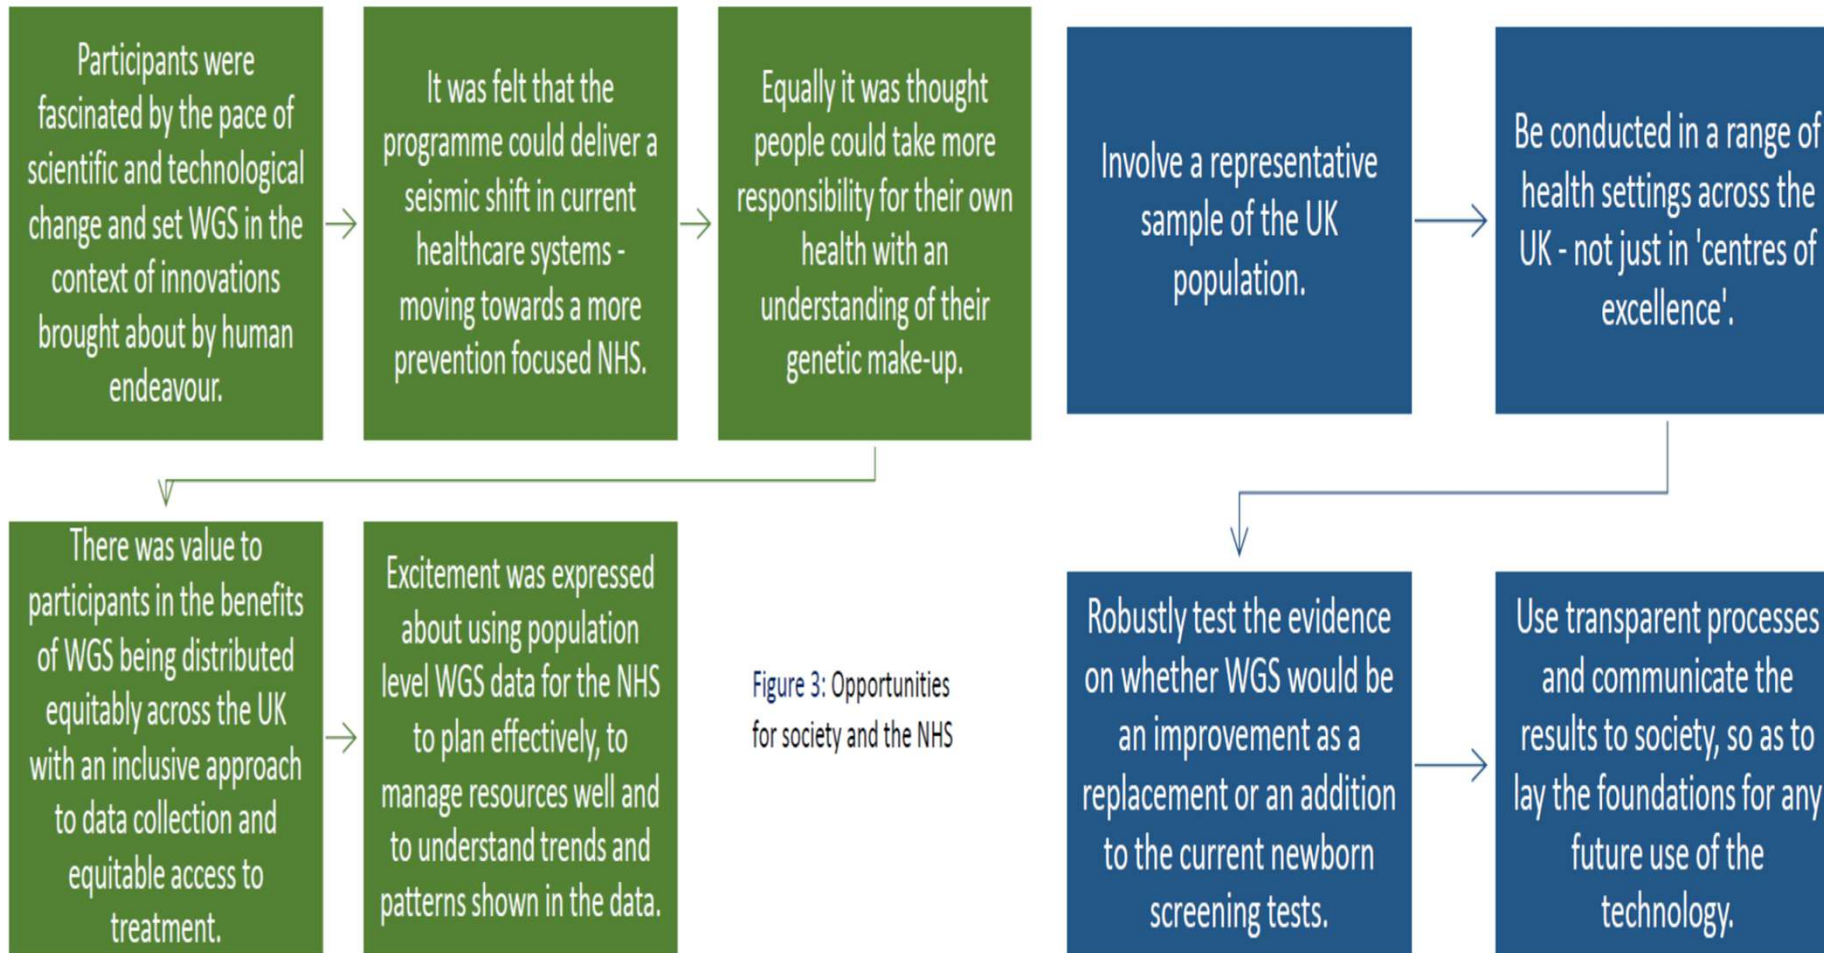 Participants were
fascinated by the pace of
scientific and technological
change and set WGS in the
context of innovations
brought about by human
endeavour.
It was felt that the
programme could deliver a
seismic shift in current
healthcare systems -
moving towards a more
prevention focused NHS.
Equally it was thought
people could take more
responsibility for their own
health with an
understanding of their
genetic make-up.
There was value to
participants in the benefits
of WGS being distributed
equitably across the UK
with an inclusive approach
to data collection and
equitable access to
treatment.
Excitement was expressed
about using population
level WGS data for the NHS
to plan effectively, to
manage resources well and
to understand trends and
patterns shown in the data.
Figure 3: Opportunities
for society and the NHS
Involve a representative
sample of the UK
population.
Be conducted in a range of
health settings across the
UK - not just in 'centres of
excellence'.
Robustly test the evidence
on whether WGS would be
an improvement as a
replacement or an addition
to the current newborn
screening tests.
Use transparent processes
and communicate the
results to society, so as to
lay the foundations for any
future use of the
technology.